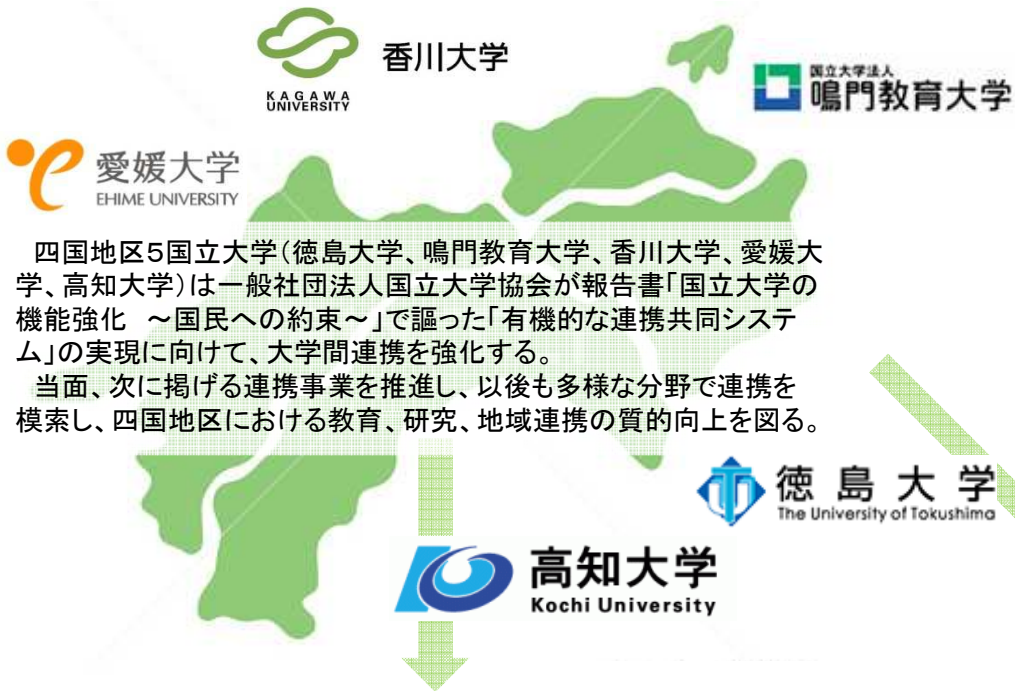 香川大学
KAGAWA
UNIVERSITY
国立大学法人
鳴門教育大学
愛媛大学
EHIME UNIVERSITY
　四国地区5国立大学(徳島大学、鳴門教育大学、香川大学、愛媛大
学、高知大学)は一般社団法人国立大学協会が報告書「国立大学の
機能強化　～国民への約束～」で謳った「有機的な連携共同システ
ム」の実現に向けて、大学間連携を強化する。
　当面、次に掲げる連携事業を推進し、以後も多様な分野で連携を
模索し、四国地区における教育、研究、地域連携の質的向上を図る。
徳島大学
The University of Tokushima
高知大学
Kochi University